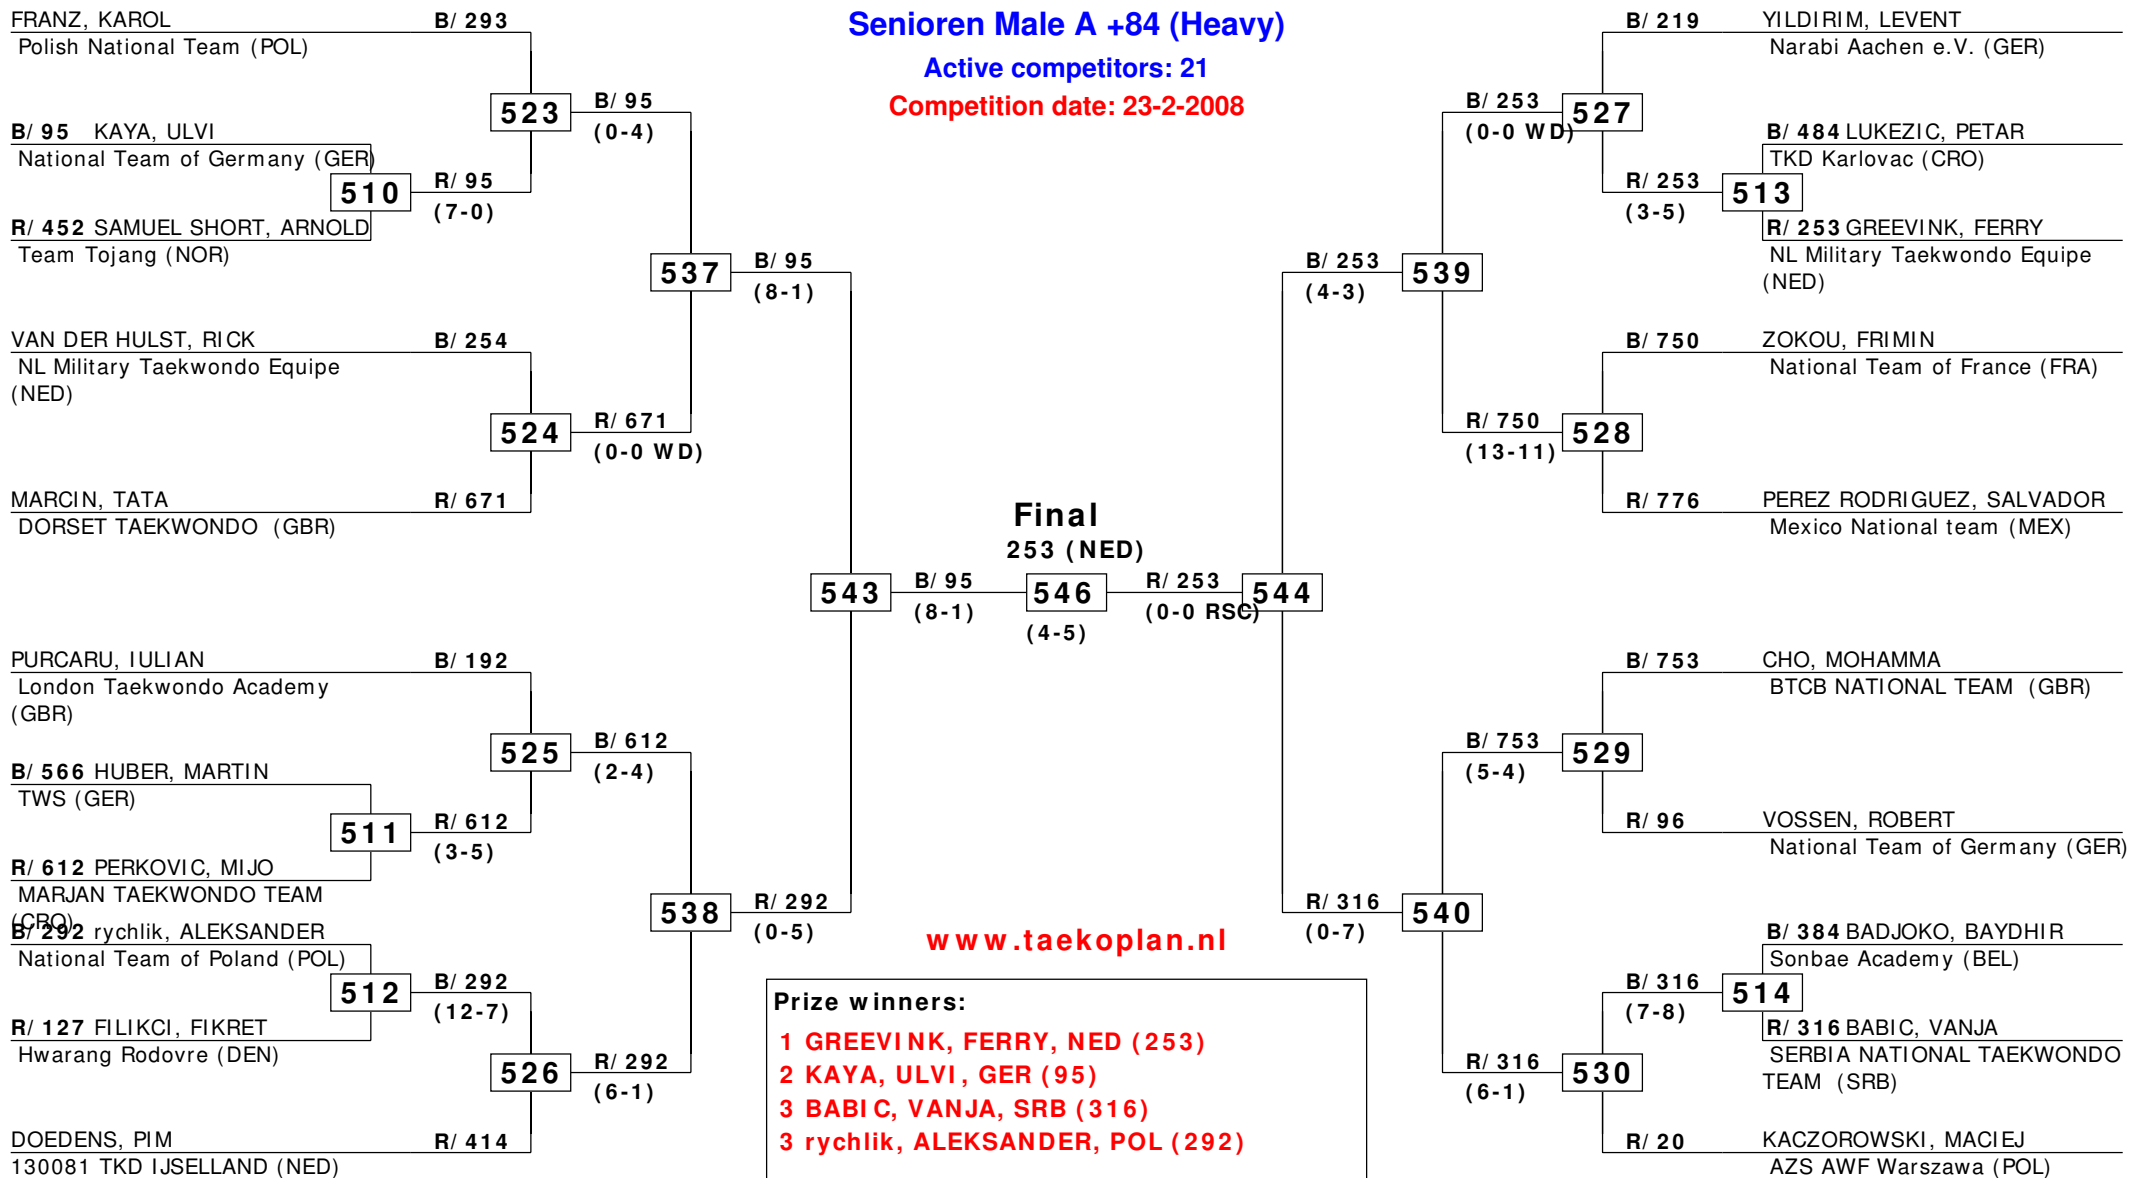 Senioren Male A +84 (Heavy)
Active competitors: 21
Competition date: 23-2-2008
FRANZ, KAROL B/ 293
Polish National Team (POL)
523
B/ 95
(0-4)
B/ 95 KAYA, ULVI
National Team of Germany (GER)
510
R/ 95
(7-0)
R/ 452 SAMUEL SHORT, ARNOLD
Team Tojang (NOR)
537
B/ 95
(8-1)
VAN DER HULST, RICK B/ 254
NL Military Taekwondo Equipe
(NED)
524
R/ 671
(0-0 WD)
MARCIN, TATA R/ 671
DORSET TAEKWONDO (GBR)
543
B/ 95
(8-1)
PURCARU, IULIAN B/ 192
London Taekwondo Academy
(GBR)
525
B/ 612
(2-4)
B/ 566 HUBER, MARTIN
TWS (GER)
511
R/ 612
(3-5)
R/ 612 PERKOVIC, MIJO
MARJAN TAEKWONDO TEAM
(CRO)
538
R/ 292
(0-5)
B/ 292 rychlik, ALEKSANDER
National Team of Poland (POL)
512
B/ 292
(12-7)
R/ 127 FILIKCI, FIKRET
Hwarang Rodovre (DEN)
526
R/ 292
(6-1)
DOEDENS, PIM R/ 414
130081 TKD IJSELLAND (NED)
Final
253 (NED)
546
(4-5)
R/ 253
(0-0 RSC)
544
B/ 219 YILDIRIM, LEVENT
Narabi Aachen e.V. (GER)
B/ 253
(0-0 WD)
527
B/ 484 LUKEZIC, PETAR
TKD Karlovac (CRO)
R/ 253
(3-5)
513
R/ 253 GREEVINK, FERRY
NL Military Taekwondo Equipe
(NED)
B/ 253
(4-3)
539
B/ 750 ZOKOU, FRIMIN
National Team of France (FRA)
R/ 750
(13-11)
528
R/ 776 PEREZ RODRIGUEZ, SALVADOR
Mexico National team (MEX)
B/ 753 CHO, MOHAMMA
BTCB NATIONAL TEAM (GBR)
B/ 753
(5-4)
529
R/ 96 VOSSEN, ROBERT
National Team of Germany (GER)
R/ 316
(0-7)
540
B/ 384 BADJOKO, BAYDHIR
Sonbae Academy (BEL)
B/ 316
(7-8)
514
R/ 316 BABIC, VANJA
SERBIA NATIONAL TAEKWONDO
TEAM (SRB)
R/ 316
(6-1)
530
R/ 20 KACZOROWSKI, MACIEJ
AZS AWF Warszawa (POL)
www.taekoplan.nl
Prize winners:
1 GREEVINK, FERRY, NED (253)
2 KAYA, ULVI, GER (95)
3 BABIC, VANJA, SRB (316)
3 rychlik, ALEKSANDER, POL (292)